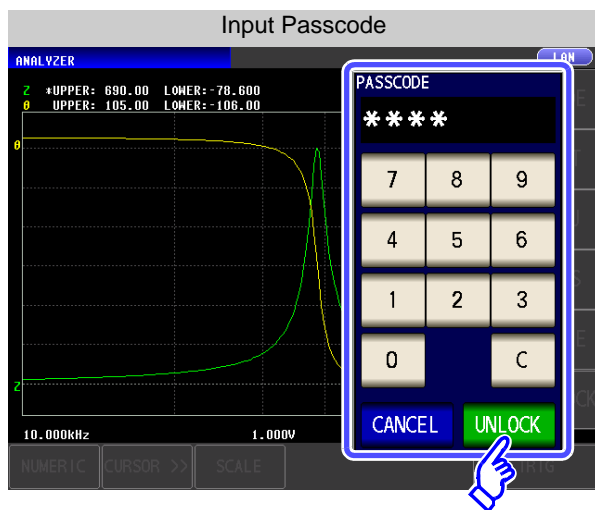 Input Passcode
ANALYZER
LAN
Z *UPPER: 690.00 LOWER:-78.600
θ UPPER: 105.00 LOWER:-106.00
θ
Z
10.000kHz 1.000V
NUMERIC CURSOR >> SCALE
PASSCODE
****
7 8 9
4 5 6
1 2 3
0 C
CANCEL UNLOCK